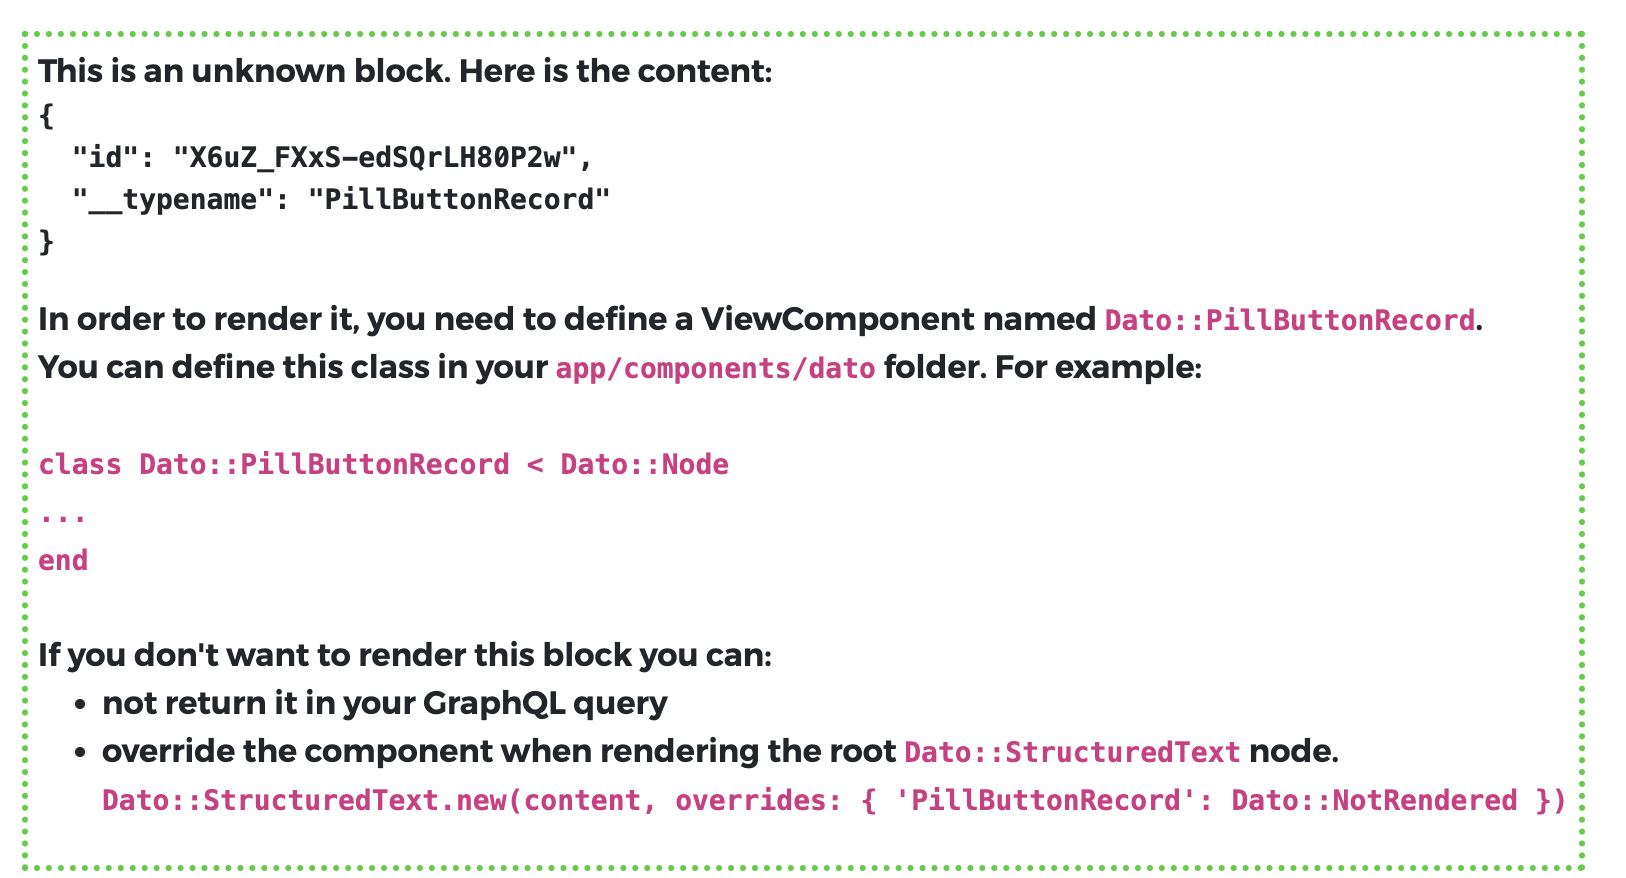 This is an unknown block. Here is the content:
{
  "id": "X6uZ_FXxS-edSQrLH80P2w",
  "__typename": "PillButtonRecord"
}
In order to render it, you need to define a ViewComponent named Dato::PillButtonRecord.
You can define this class in your app/components/dato folder. For example:
class Dato::PillButtonRecord < Dato::Node
...
end
If you don't want to render this block you can:
• not return it in your GraphQL query
• override the component when rendering the root Dato::StructuredText node.
Dato::StructuredText.new(content, overrides: { 'PillButtonRecord': Dato::NotRendered })